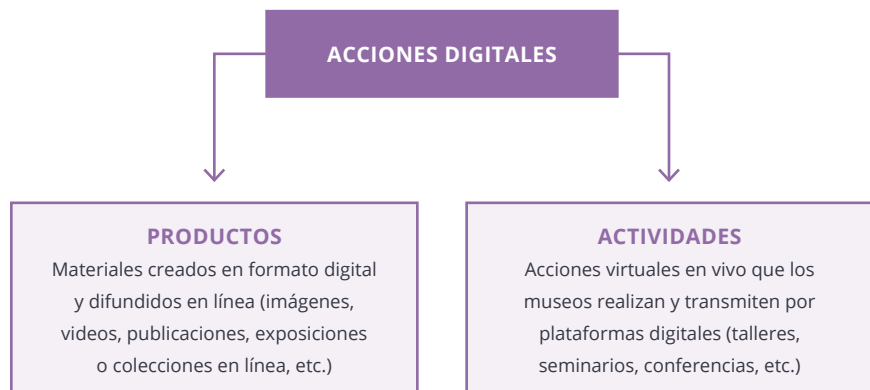 ACCIONES DIGITALES
PRODUCTOS
Materiales creados en formato digital
y difundidos en línea (imágenes,
videos, publicaciones, exposiciones
o colecciones en línea, etc.)
ACTIVIDADES
Acciones virtuales en vivo que los
museos realizan y transmiten por
plataformas digitales (talleres,
seminarios, conferencias, etc.)